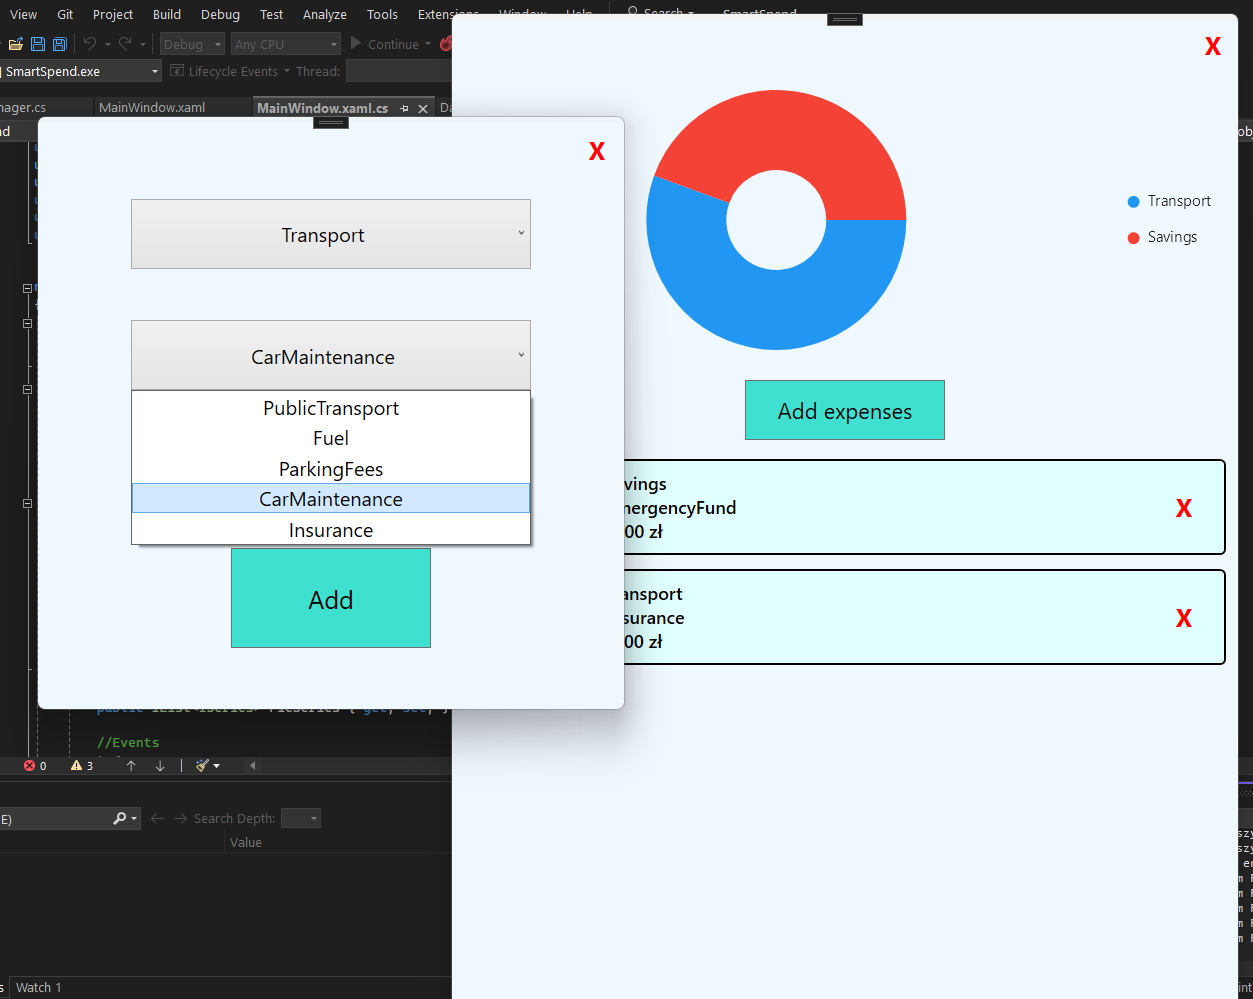 View Git Project Build Debug Test Analyze Tools Extensions Window Help Search SmartSpend
Debug Any CPU Continue
SmartSpend.exe Lifecycle Events Thread:
nager.cs MainWindow.xaml MainWindow.xaml.cs Da
X
X
Transport
Transport
Savings
CarMaintenance
PublicTransport
Fuel
ParkingFees
CarMaintenance
Insurance
Add
Add expenses
vings
nergencyFund
00 zł
X
ansport
surance
00 zł
X
//Events
0 3
E) Search Depth:
Value
s Watch 1